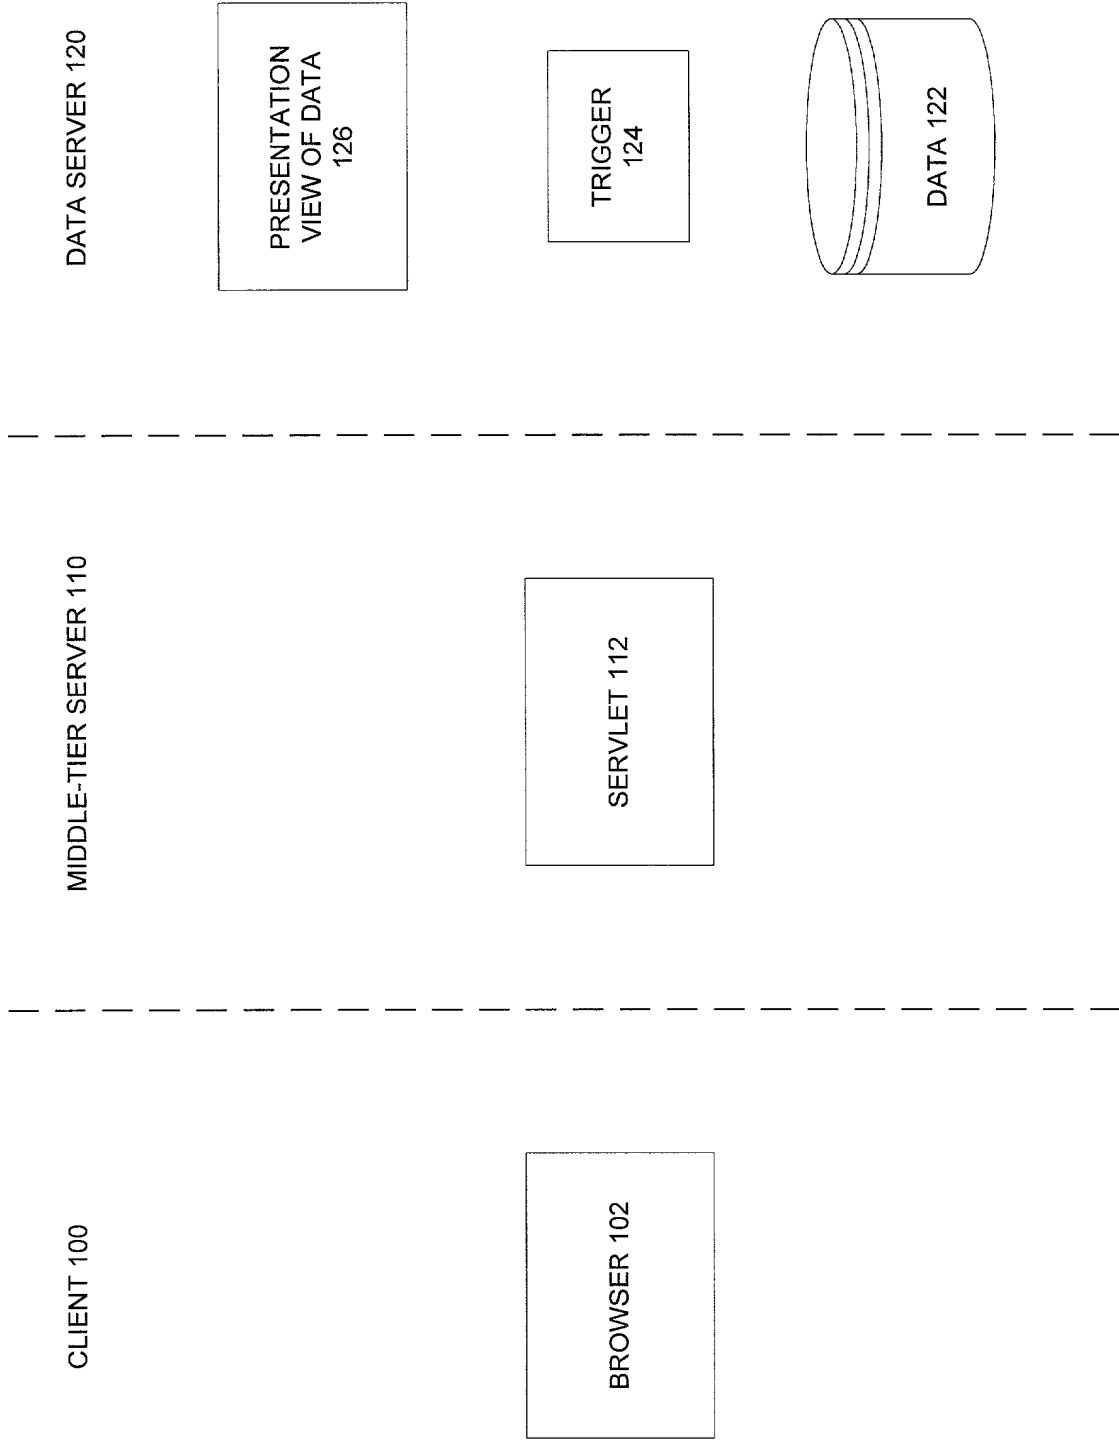 CLIENT 100
MIDDLE-TIER SERVER 110
DATA SERVER 120
PRESENTATION
VIEW OF DATA
126
BROWSER 102
SERVLET 112
TRIGGER
124
DATA 122